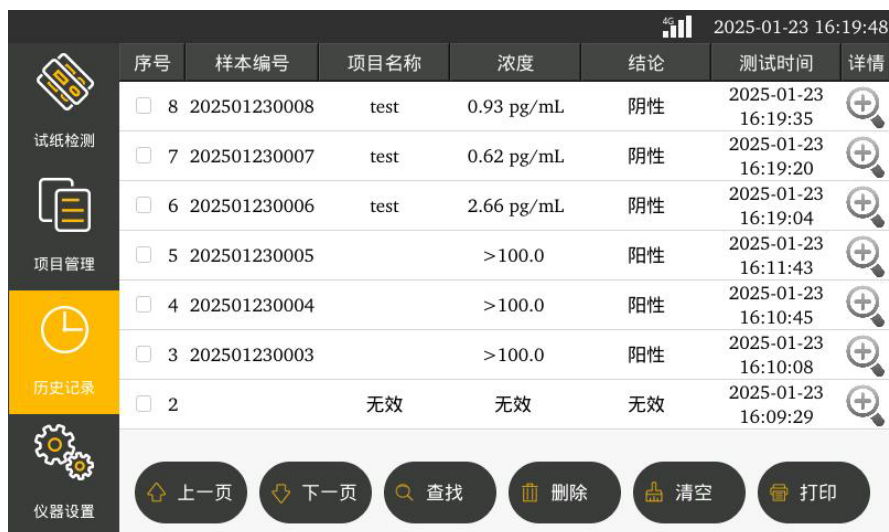 4G 2025-01-23 16:19:48
序号 样本编号 项目名称 浓度 结论 测试时间 详情
8 202501230008 test 0.93 pg/mL 阴性 2025-01-23
16:19:35
7 202501230007 test 0.62 pg/mL 阴性 2025-01-23
16:19:20
6 202501230006 test 2.66 pg/mL 阴性 2025-01-23
16:19:04
5 202501230005 >100.0 阳性 2025-01-23
16:11:43
4 202501230004 >100.0 阳性 2025-01-23
16:10:45
3 202501230003 >100.0 阳性 2025-01-23
16:10:08
2 无效 无效 无效 2025-01-23
16:09:29
试纸检测
项目管理
历史记录
仪器设置
上一页 下一页 查找 删除 清空 打印